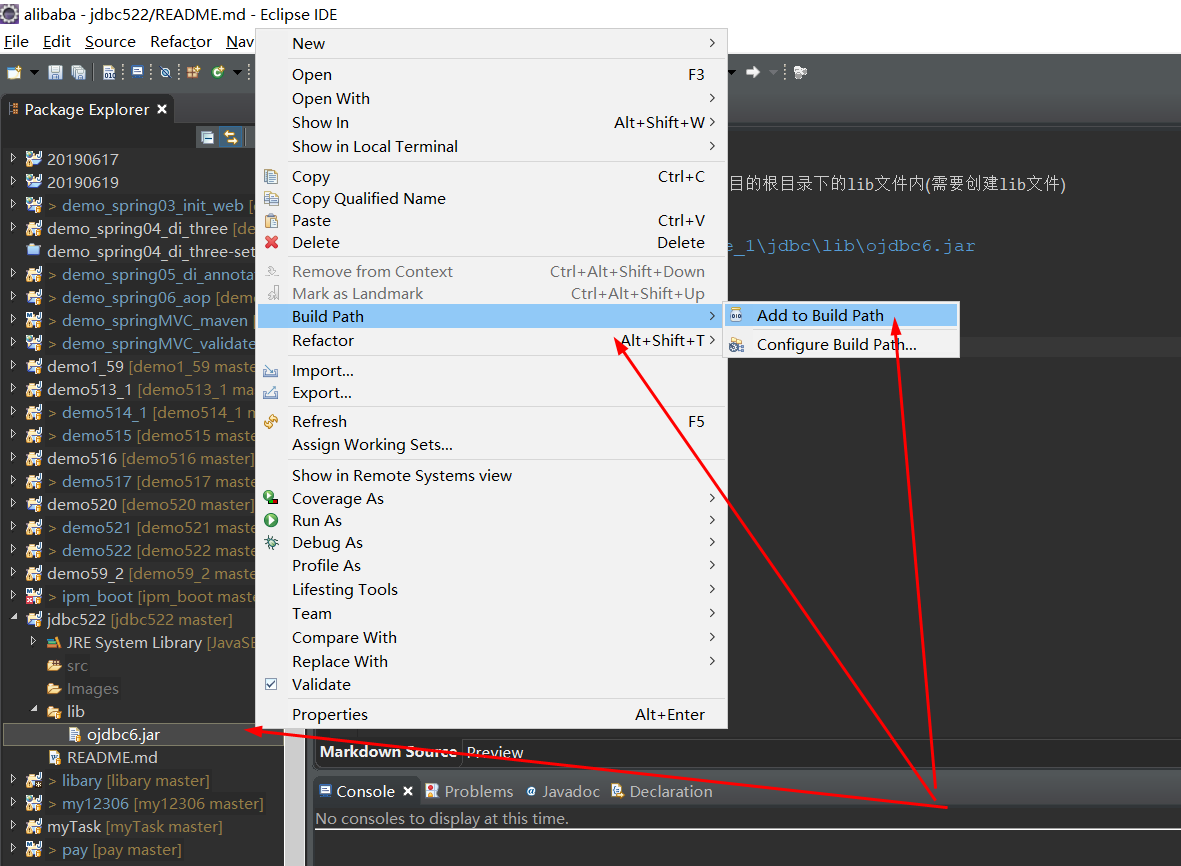 alibaba - jdbc522/README.md - Eclipse IDE
File Edit Source Refactor Nav
Package Explorer
20190617
20190619
> demo_spring03_init_web [
demo_spring04_di_three [de
demo_spring04_di_three-set
> demo_spring05_di_annota
> demo_spring06_aop [dem
> demo_springMVC_maven
> demo_springMVC_validate
demo1_59 [demo1_59 maste
demo513_1 [demo513_1 ma
> demo514_1 [demo514_1 m
> demo515 [demo515 maste
demo516 [demo516 master]
> demo517 [demo517 maste
demo520 [demo520 master]
> demo521 [demo521 maste
> demo522 [demo522 maste
demo59_2 [demo59_2 maste
> ipm_boot [ipm_boot maste
jdbc522 [jdbc522 master]
JRE System Library [JavaSE
src
Images
lib
ojdbc6.jar
README.md
> libary [libary master]
> my12306 [my12306 master]
myTask [myTask master]
> pay [pay master]
New
Open F3
Open With
Show In Alt+Shift+W
Show in Local Terminal
Copy Ctrl+C
Copy Qualified Name
Paste Ctrl+V
Delete Delete
Remove from Context Ctrl+Alt+Shift+Down
Mark as Landmark Ctrl+Alt+Shift+Up
Build Path
Refactor Alt+Shift+T
Import...
Export...
Refresh F5
Assign Working Sets...
Show in Remote Systems view
Coverage As
Run As
Debug As
Profile As
Lifesting Tools
Team
Compare With
Replace With
Validate
Properties Alt+Enter
Add to Build Path
Configure Build Path...
目的根目录下的lib文件内(需要创建lib文件)
e_1\jdbc\lib\ojdbc6.jar
Markdown Source Preview
Console Problems Javadoc Declaration
No consoles to display at this time.